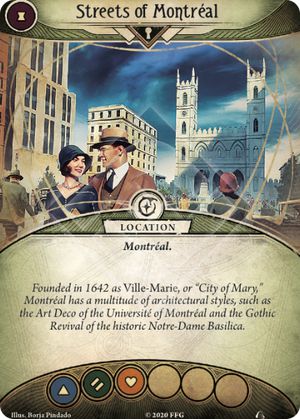 Streets of Montréal
LOCATION
Montréal.
Founded in 1642 as Ville-Marie, or “City of Mary,”
Montréal has a multitude of architectural styles, such as
the Art Deco of the Université of Montréal and the Gothic
Revival of the historic Notre-Dame Basilica.
Illus. Borja Pindado
© 2020 FFG